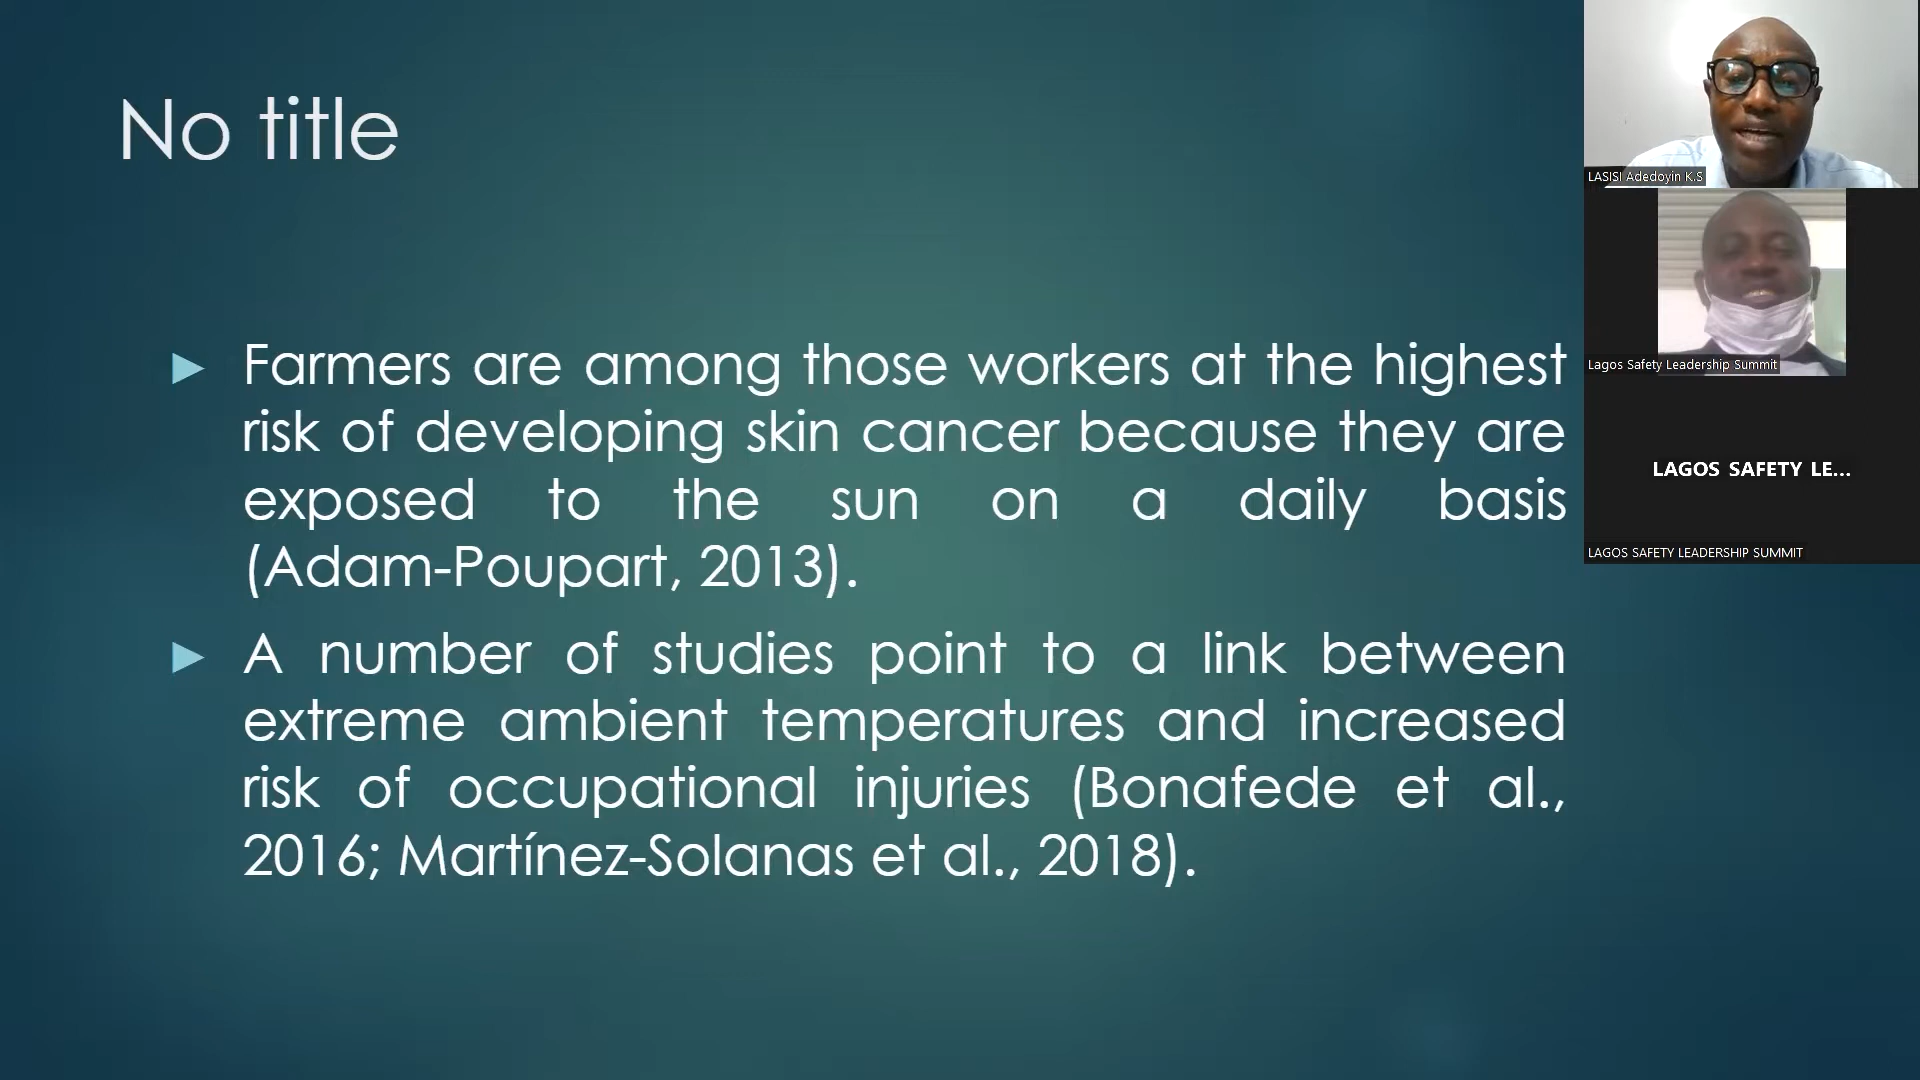 No title
► Farmers are among those workers at the highest
risk of developing skin cancer because they are
exposed to the sun on a daily basis
(Adam-Poupart, 2013).
► A number of studies point to a link between
extreme ambient temperatures and increased
risk of occupational injuries (Bonafede et al.,
2016; Martínez-Solanas et al., 2018).
LASISI Adedoyin K.S
Lagos Safety Leadership Summit
LAGOS SAFETY LE...
LAGOS SAFETY LEADERSHIP SUMMIT